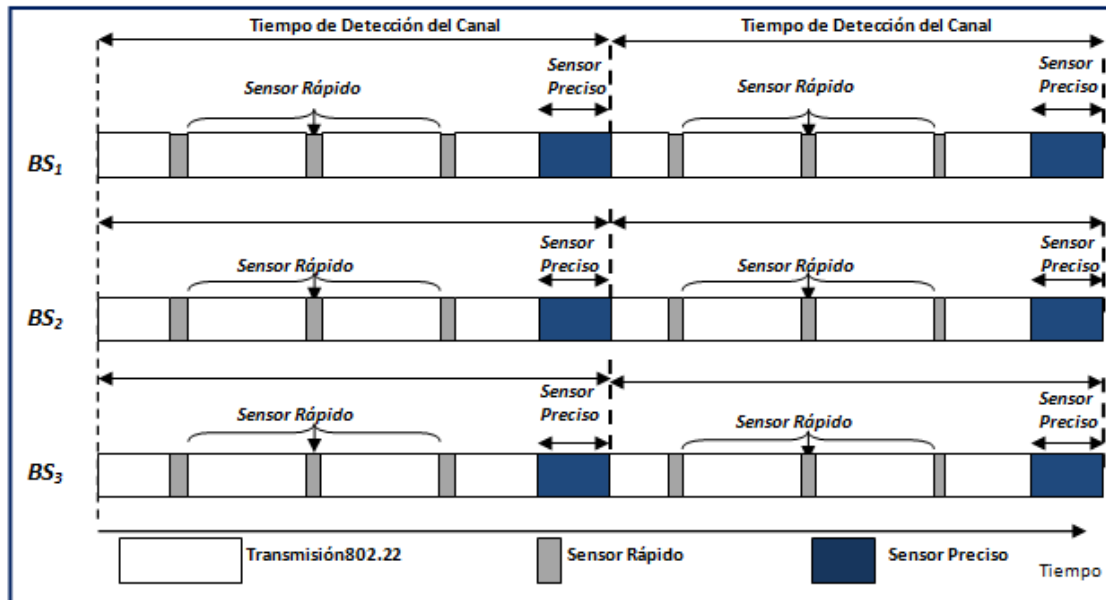 Tiempo de Detección del Canal Tiempo de Detección del Canal
Sensor Rápido
Sensor
Preciso
Sensor Rápido
Sensor
Preciso
BS1
Sensor Rápido
Sensor
Preciso
Sensor Rápido
Sensor
Preciso
BS2
Sensor Rápido
Sensor
Preciso
Sensor Rápido
Sensor
Preciso
BS3
Transmisión802.22 Sensor Rápido Sensor Preciso
Tiempo